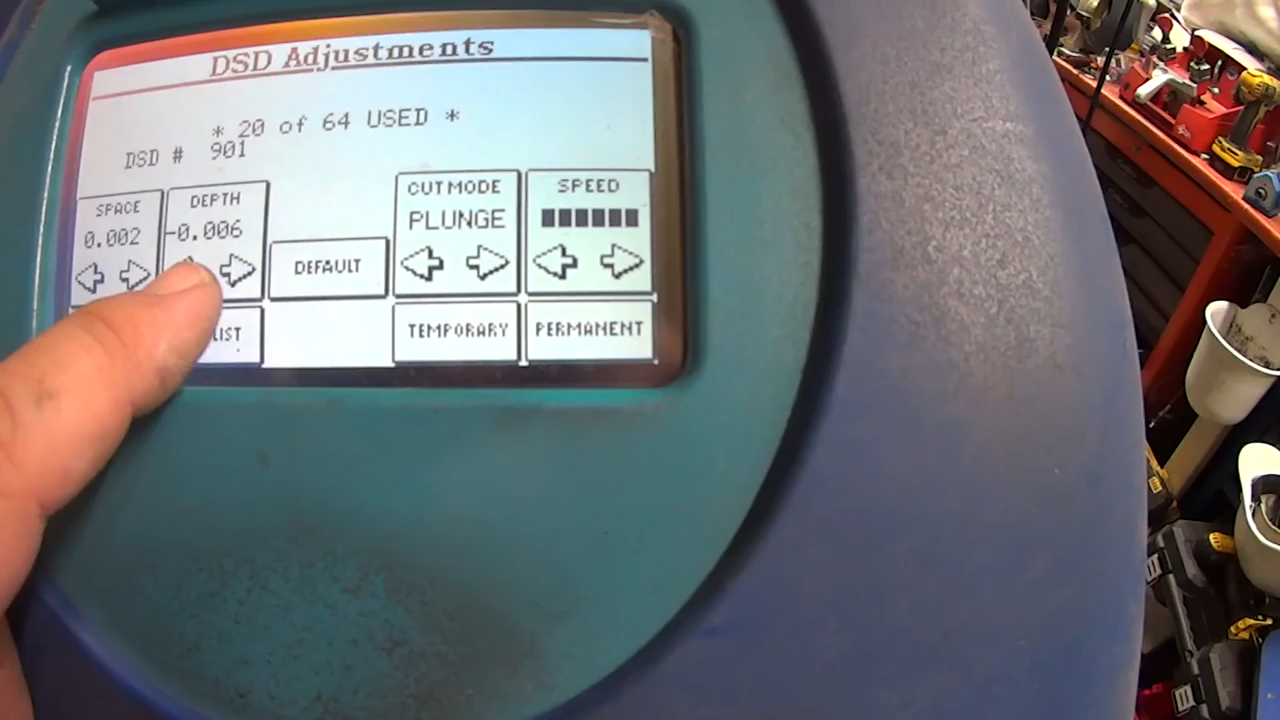 DSD Adjustments
* 20 of 64 USED *
DSD # 901
SPACE
0.002
DEPTH
-0.006
DEFAULT
CUT MODE
PLUNGE
SPEED
TEMPORARY
PERMANENT